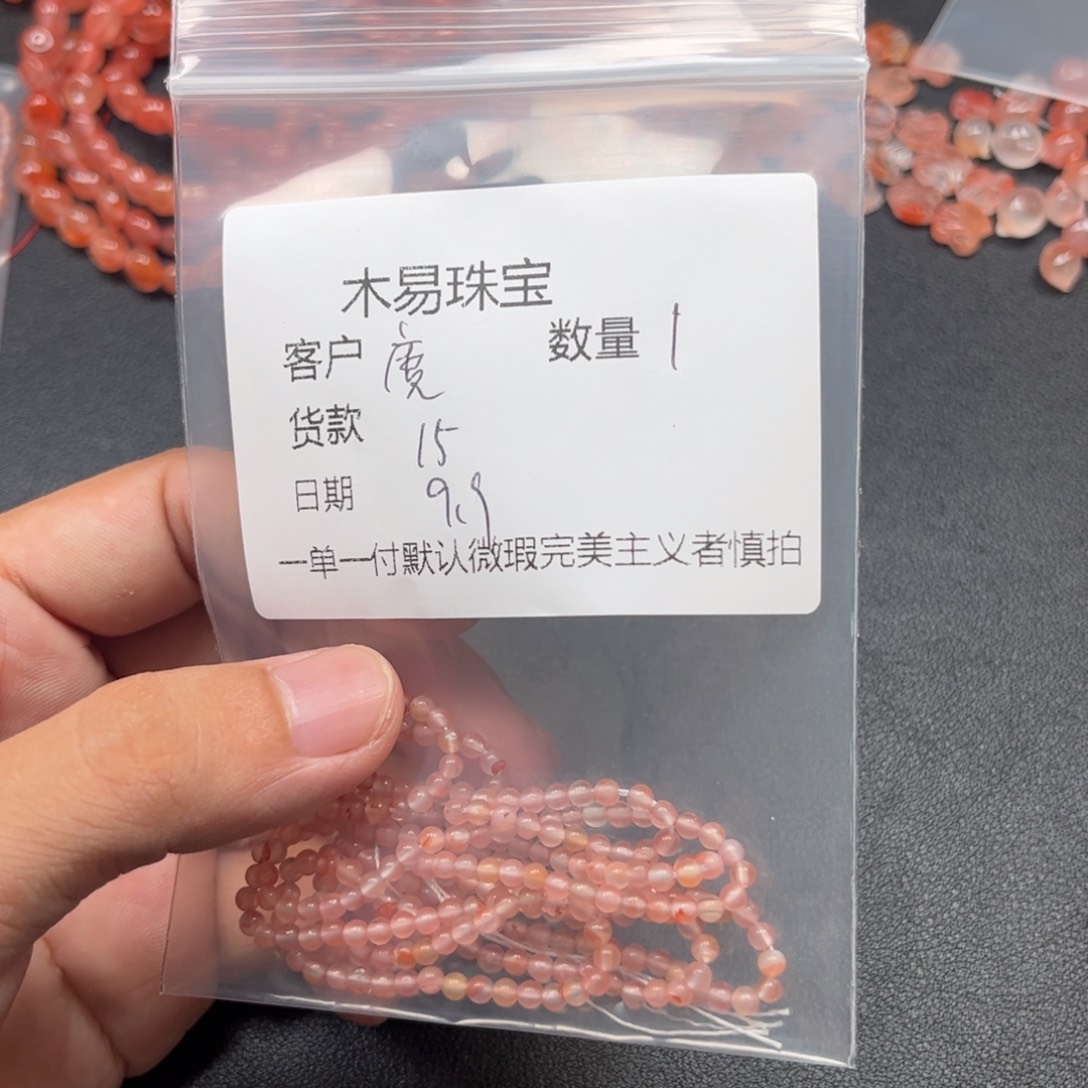 木易珠宝
客户 数量 1
货款 15
日期 9.9
一单一付默认微瑕完美主义者慎拍